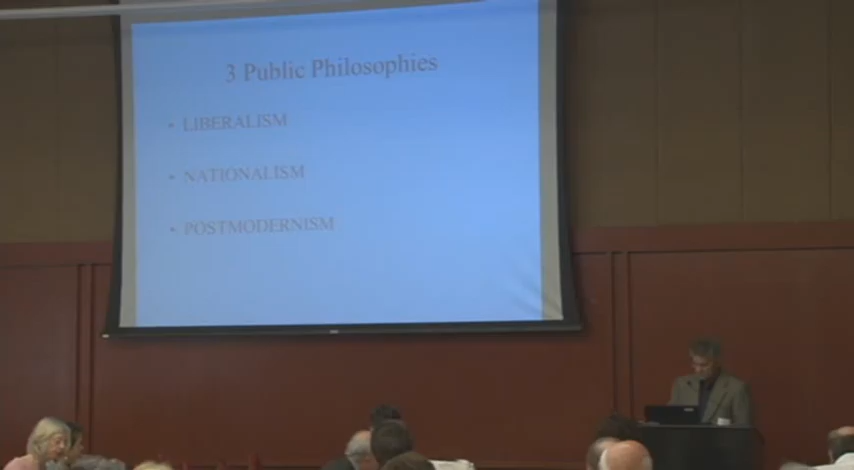 3 Public Philosophies
• LIBERALISM
• NATIONALISM
• POSTMODERNISM